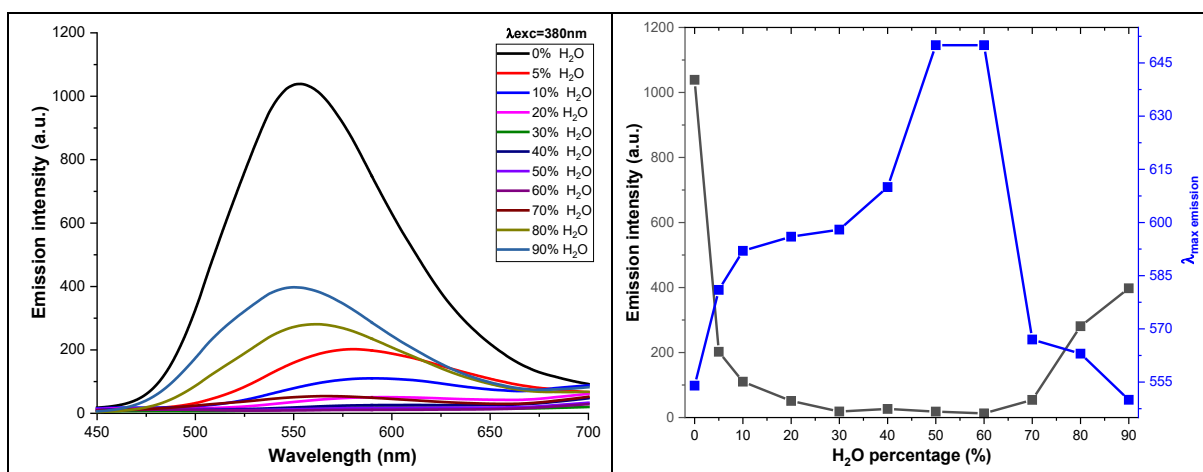 λexc=380nm
0% H₂O
5% H₂O
10% H₂O
20% H₂O
30% H₂O
40% H₂O
50% H₂O
60% H₂O
70% H₂O
80% H₂O
90% H₂O
Emission intensity (a.u.)
1200
1000
800
600
400
200
0
450 500 550 600 650 700
Wavelength (nm)
Emission intensity (a.u.)
1200
1000
800
600
400
200
0
0 10 20 30 40 50 60 70 80 90
H₂O percentage (%)
645
630
615
600
585
570
555
λmax emission